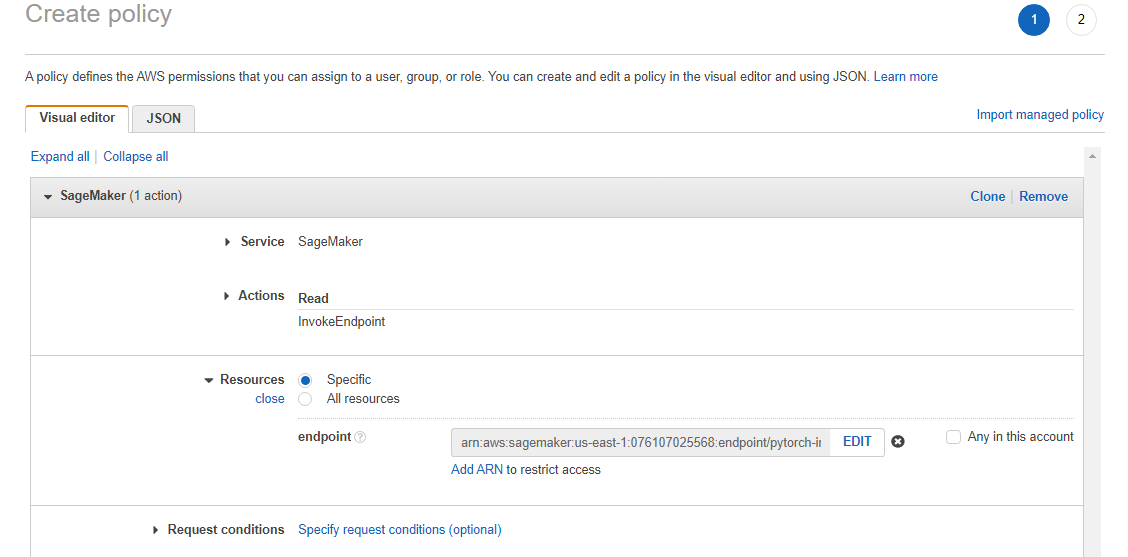 Create policy
1
2
A policy defines the AWS permissions that you can assign to a user, group, or role. You can create and edit a policy in the visual editor and using JSON. Learn more
Visual editor
JSON
Import managed policy
Expand all | Collapse all
SageMaker (1 action)
Clone | Remove
Service SageMaker
Actions Read
InvokeEndpoint
Resources Specific
close All resources
endpoint ?
arn:aws:sagemaker:us-east-1:076107025568:endpoint/pytorch-i
EDIT
Any in this account
Add ARN to restrict access
Request conditions Specify request conditions (optional)